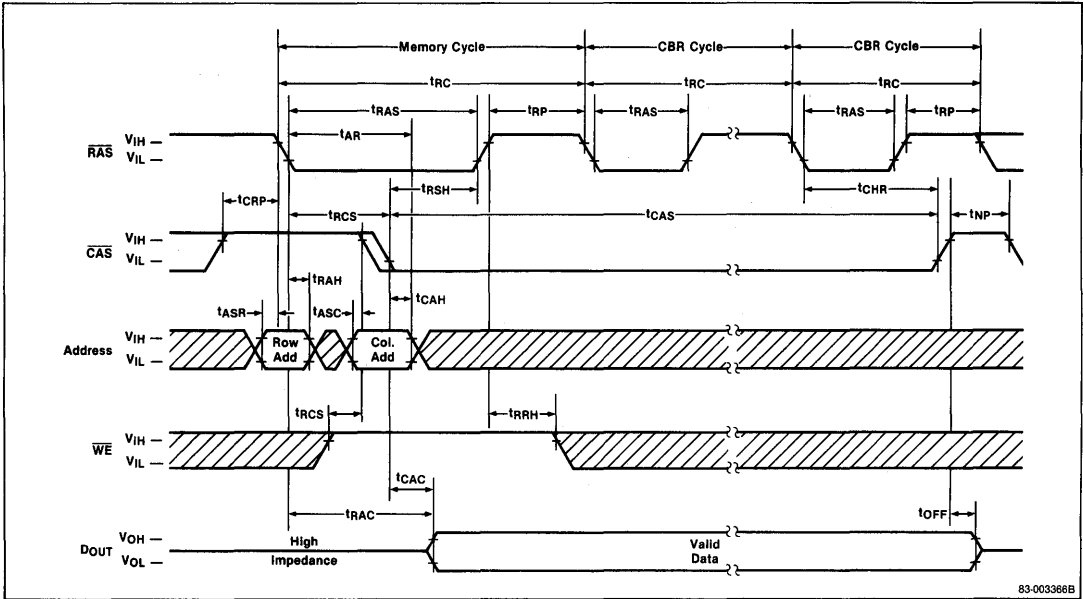 Memory Cycle CBR Cycle CBR Cycle
tRC tRC tRC
tRAS tRP tRAS tRAS tRP
tAR
RAS VIH
VIL
tRSH tCHR
tCRP tRCS tCAS tNP
CAS VIH
VIL
tRAH
tASR tASC tCAH
Address VIH
VIL
Row Add
Col. Add
tRCS tRRH
WE VIH
VIL
tCAC
tRAC tOFF
DOUT VOH
VOL
High Impedance
Valid Data
83-003366B